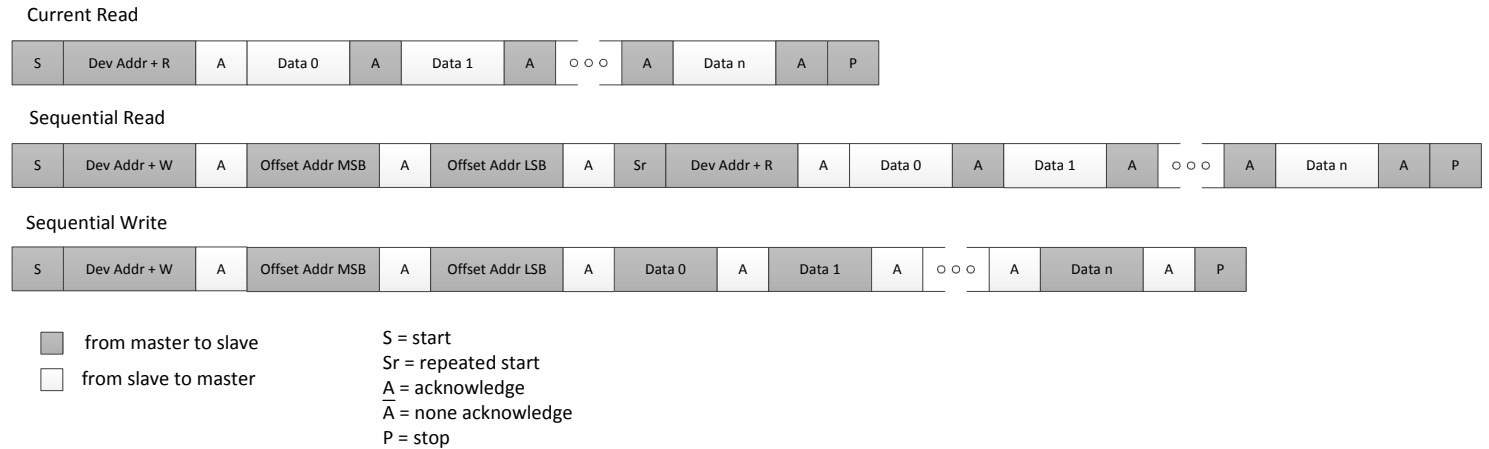 Current Read
S Dev Addr + R A Data 0 A Data 1 A o o o A Data n A P
Sequential Read
S Dev Addr + W A Offset Addr MSB A Offset Addr LSB A Sr Dev Addr + R A Data 0 A Data 1 A o o o A Data n A P
Sequential Write
S Dev Addr + W A Offset Addr MSB A Offset Addr LSB A Data 0 A Data 1 A o o o A Data n A P
from master to slave
from slave to master
S = start
Sr = repeated start
A = acknowledge
A̅ = none acknowledge
P = stop